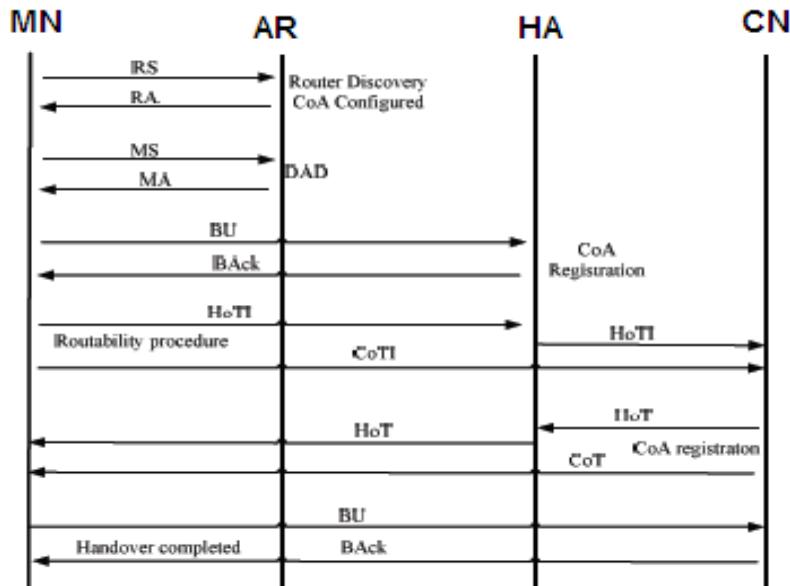 MN AR HA CN
RS
Router Discovery
RA CoA Configured
MS
DAD
MA
BU
CoA
BAck Registration
HoTI
HoTI
Routability procedure
CoTI
HoT
HoT
CoA registraton
CoT
BU
Handover completed BAck